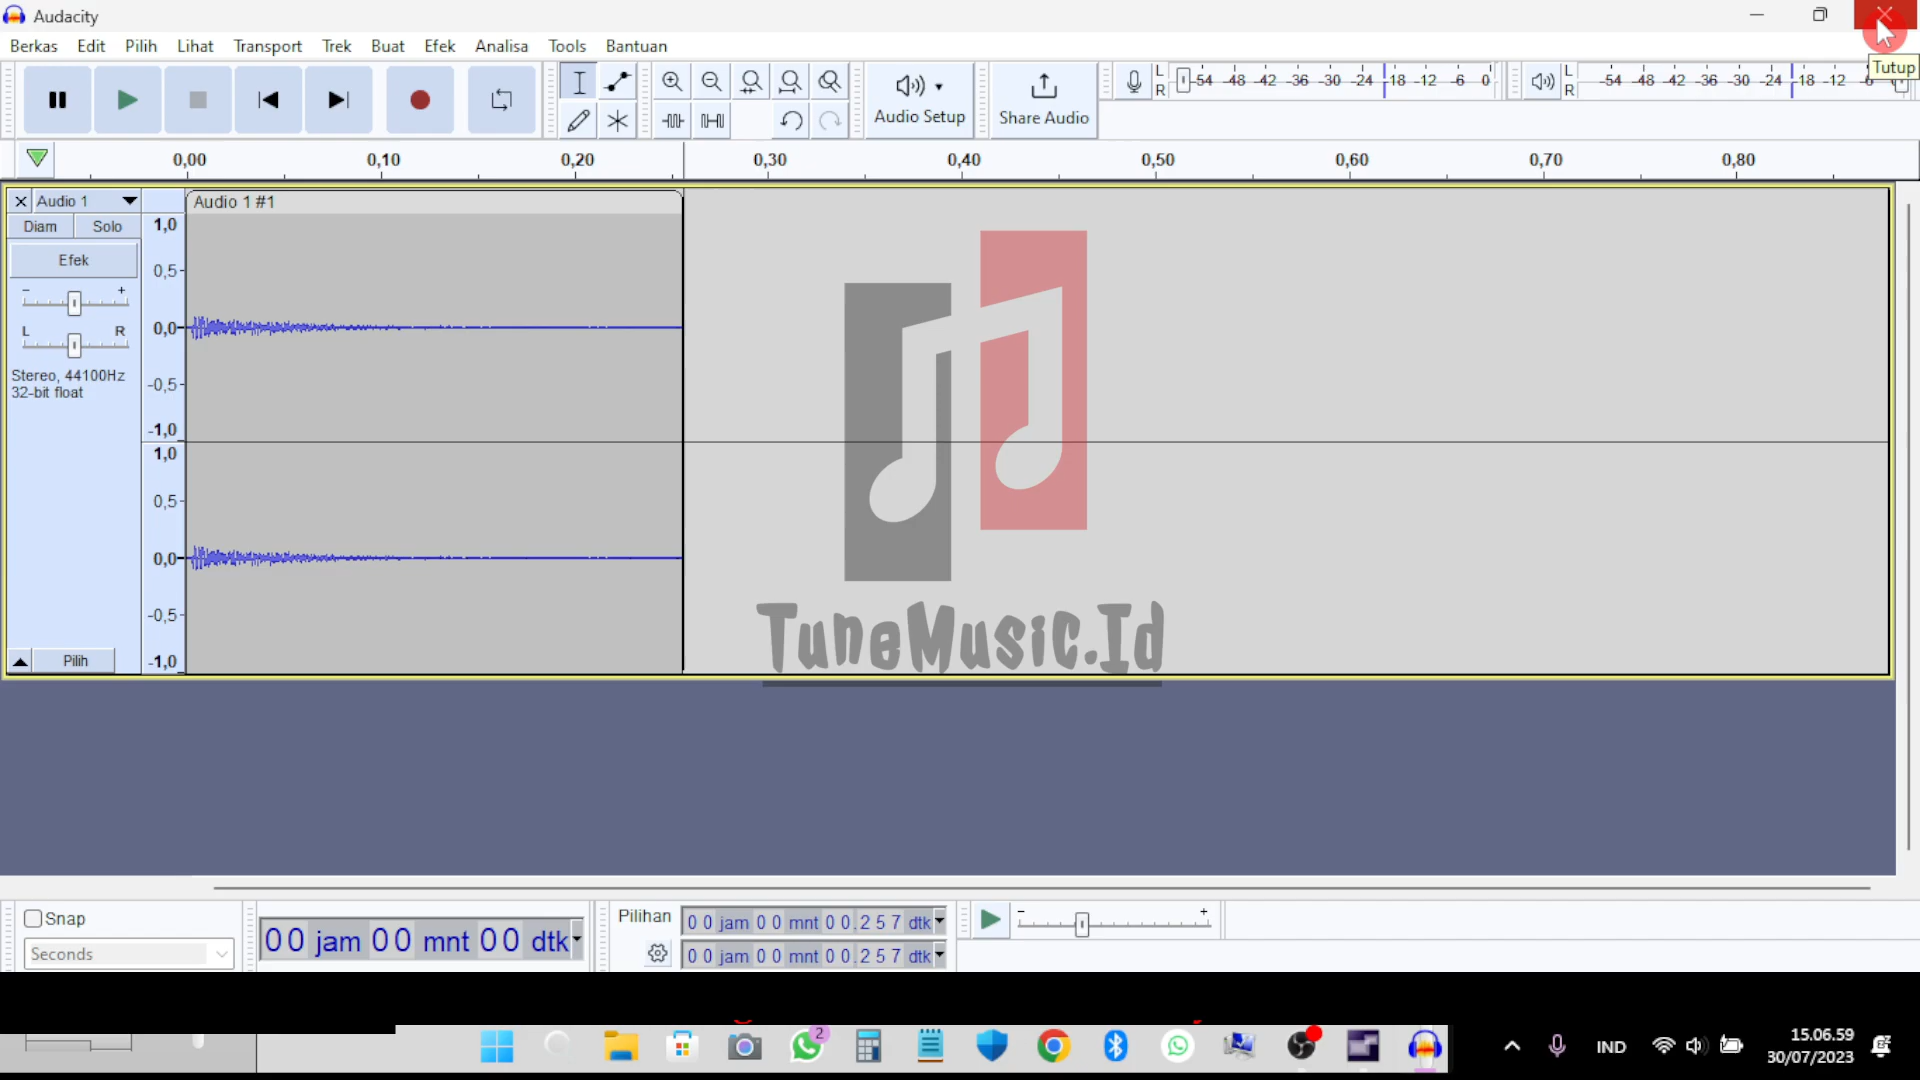 Audacity
Berkas Edit Pilih Lihat Transport Trek Buat Efek Analisa Tools Bantuan
Tutup
Audio Setup
Share Audio
L
R
-54 -48 -42 -36 -30 -24 -18 -12 -6 0
L
R
-54 -48 -42 -36 -30 -24 -18 -12 -6
0,00 0,10 0,20 0,30 0,40 0,50 0,60 0,70 0,80
Audio 1
Audio 1 #1
Diam Solo
Efek
- +
L R
Stereo, 44100Hz
32-bit float
Pilih
1,0
0,5-
0,0-
-0,5-
-1,0
1,0
0,5-
0,0-
-0,5-
-1,0
TuneMusic.Id
Snap
Seconds
00 jam 00 mnt 00 dtk
Pilihan
00 jam 00 mnt 00.257 dtk
00 jam 00 mnt 00.257 dtk
- +
2
IND
15.06.59
30/07/2023